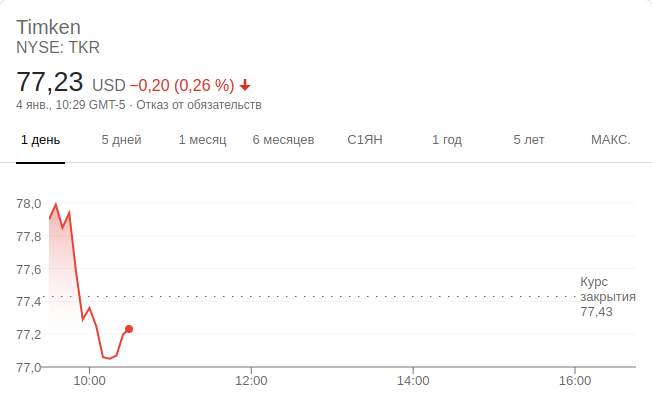 Timken
NYSE: TKR
77,23 USD −0,20 (0,26 %)
4 янв., 10:29 GMT-5 · Отказ от обязательств
1 день 5 дней 1 месяц 6 месяцев С1ЯН 1 год 5 лет МАКС.
78,0
77,8
77,6
77,4
77,2
77,0
Курс
закрытия
77,43
10:00 12:00 14:00 16:00